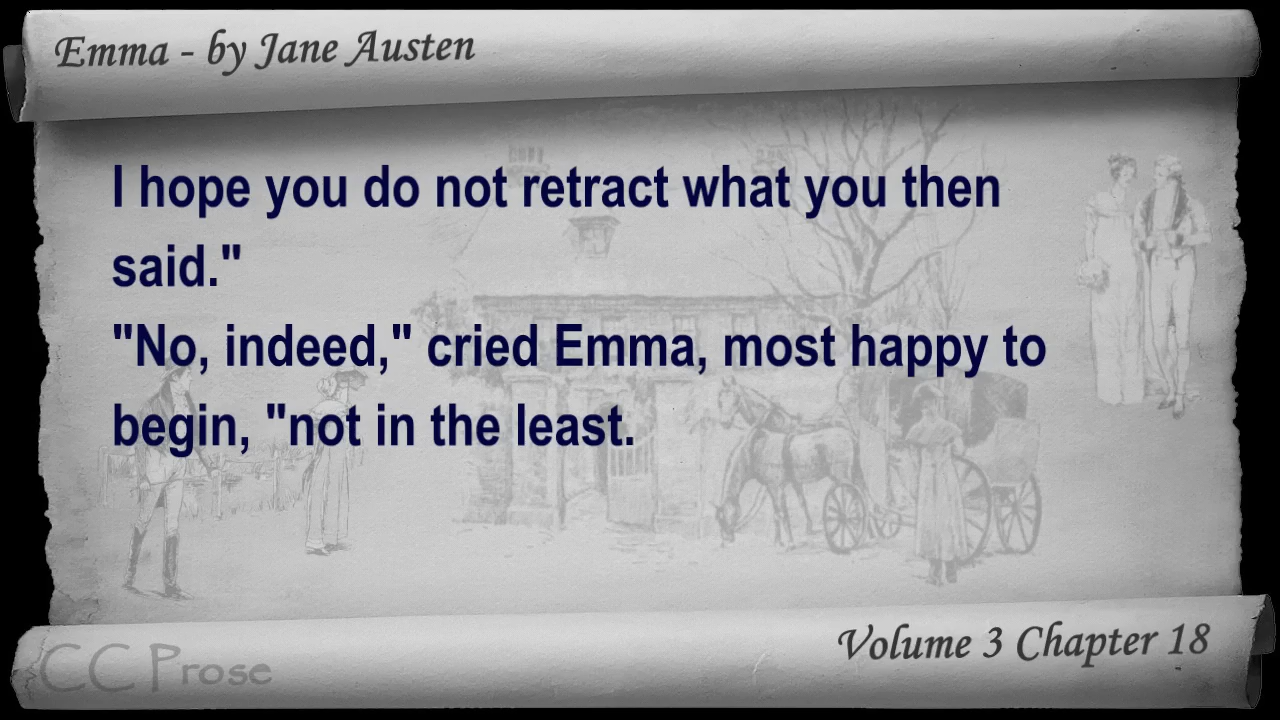 Emma - by Jane Austen
I hope you do not retract what you then
said."
"No, indeed," cried Emma, most happy to
begin, "not in the least.
Volume 3 Chapter 18
CC Prose